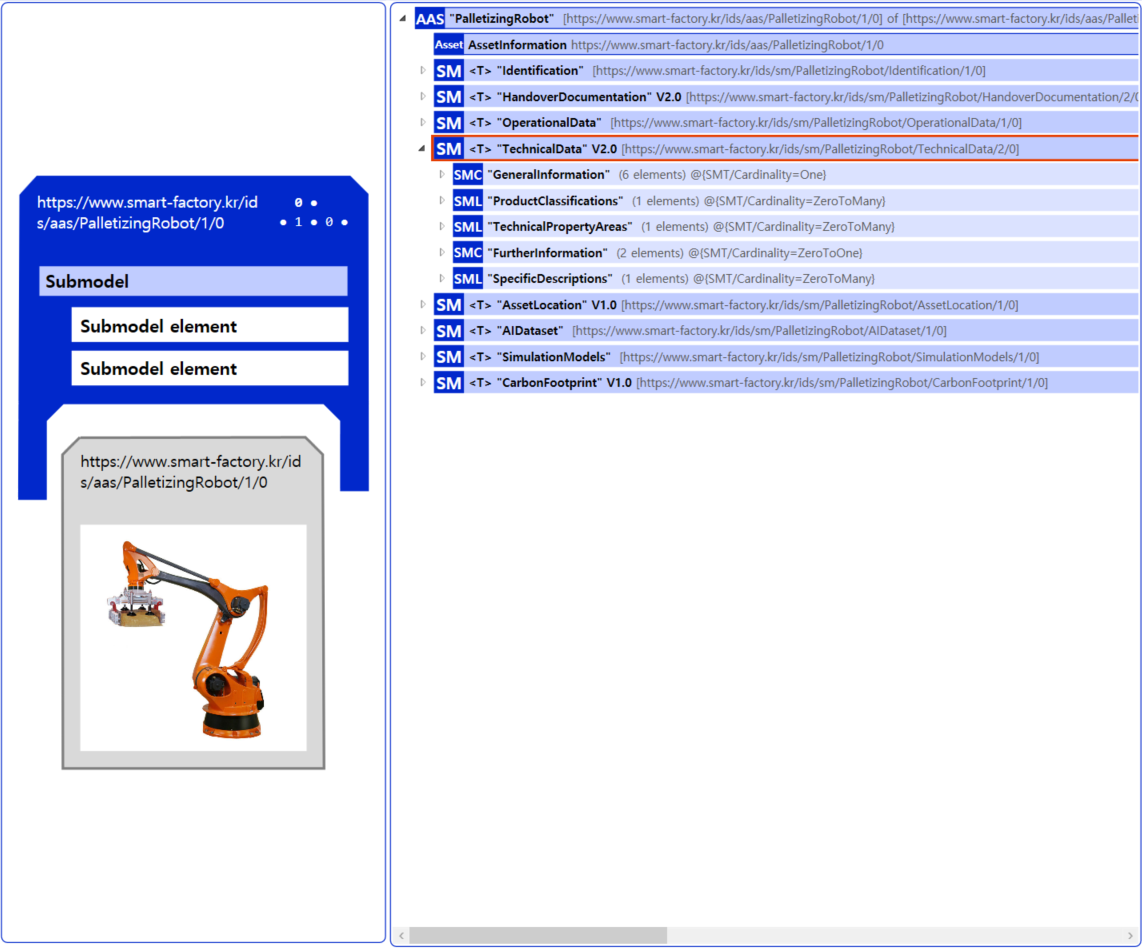 https://www.smart-factory.kr/id
s/aas/PalletizingRobot/1/0
0 •
• 1 • 0 •
Submodel
Submodel element
Submodel element
https://www.smart-factory.kr/id
s/aas/PalletizingRobot/1/0
AAS "PalletizingRobot" [https://www.smart-factory.kr/ids/aas/PalletizingRobot/1/0] of [https://www.smart-factory.kr/ids/aas/Palleti
Asset AssetInformation https://www.smart-factory.kr/ids/aas/PalletizingRobot/1/0
SM <T> "Identification" [https://www.smart-factory.kr/ids/sm/PalletizingRobot/Identification/1/0]
SM <T> "HandoverDocumentation" V2.0 [https://www.smart-factory.kr/ids/sm/PalletizingRobot/HandoverDocumentation/2/0
SM <T> "OperationalData" [https://www.smart-factory.kr/ids/sm/PalletizingRobot/OperationalData/1/0]
SM <T> "TechnicalData" V2.0 [https://www.smart-factory.kr/ids/sm/PalletizingRobot/TechnicalData/2/0]
SMC "GeneralInformation" (6 elements) @{SMT/Cardinality=One}
SML "ProductClassifications" (1 elements) @{SMT/Cardinality=ZeroToMany}
SML "TechnicalPropertyAreas" (1 elements) @{SMT/Cardinality=ZeroToMany}
SMC "FurtherInformation" (2 elements) @{SMT/Cardinality=ZeroToOne}
SML "SpecificDescriptions" (1 elements) @{SMT/Cardinality=ZeroToMany}
SM <T> "AssetLocation" V1.0 [https://www.smart-factory.kr/ids/sm/PalletizingRobot/AssetLocation/1/0]
SM <T> "AIDataset" [https://www.smart-factory.kr/ids/sm/PalletizingRobot/AIDataset/1/0]
SM <T> "SimulationModels" [https://www.smart-factory.kr/ids/sm/PalletizingRobot/SimulationModels/1/0]
SM <T> "CarbonFootprint" V1.0 [https://www.smart-factory.kr/ids/sm/PalletizingRobot/CarbonFootprint/1/0]